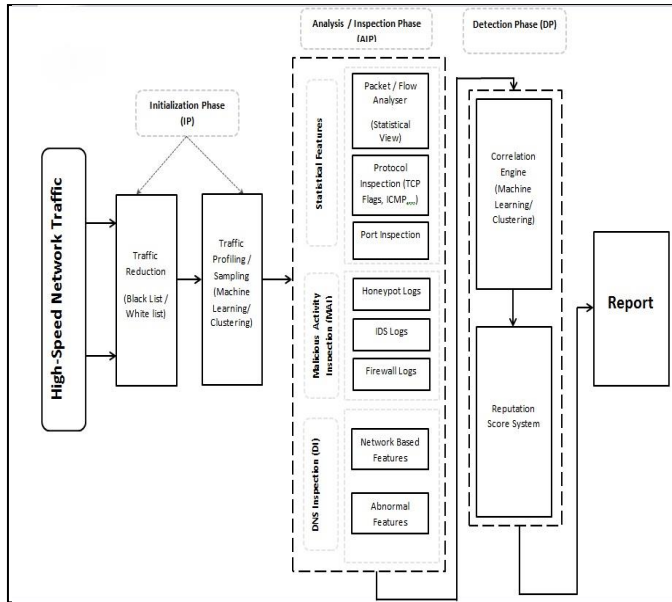 Analysis / Inspection Phase
(AIP)
Detection Phase (DP)
Initialization Phase
(IP)
High-Speed Network Traffic
Traffic
Reduction
(Black List /
White list)
Traffic
Profiling /
Sampling
(Machine
Learning/
Clustering)
Statistical Features
Packet / Flow
Analyser
(Statistical
View)
Protocol
Inspection (TCP
Flags, ICMP,...)
Port Inspection
Malicious Activity
Inspection (MAI)
Honeypot Logs
IDS Logs
Firewall Logs
DNS Inspection (DI)
Network Based
Features
Abnormal
Features
Correlation
Engine
(Machine
Learning/
Clustering)
Reputation
Score System
Report